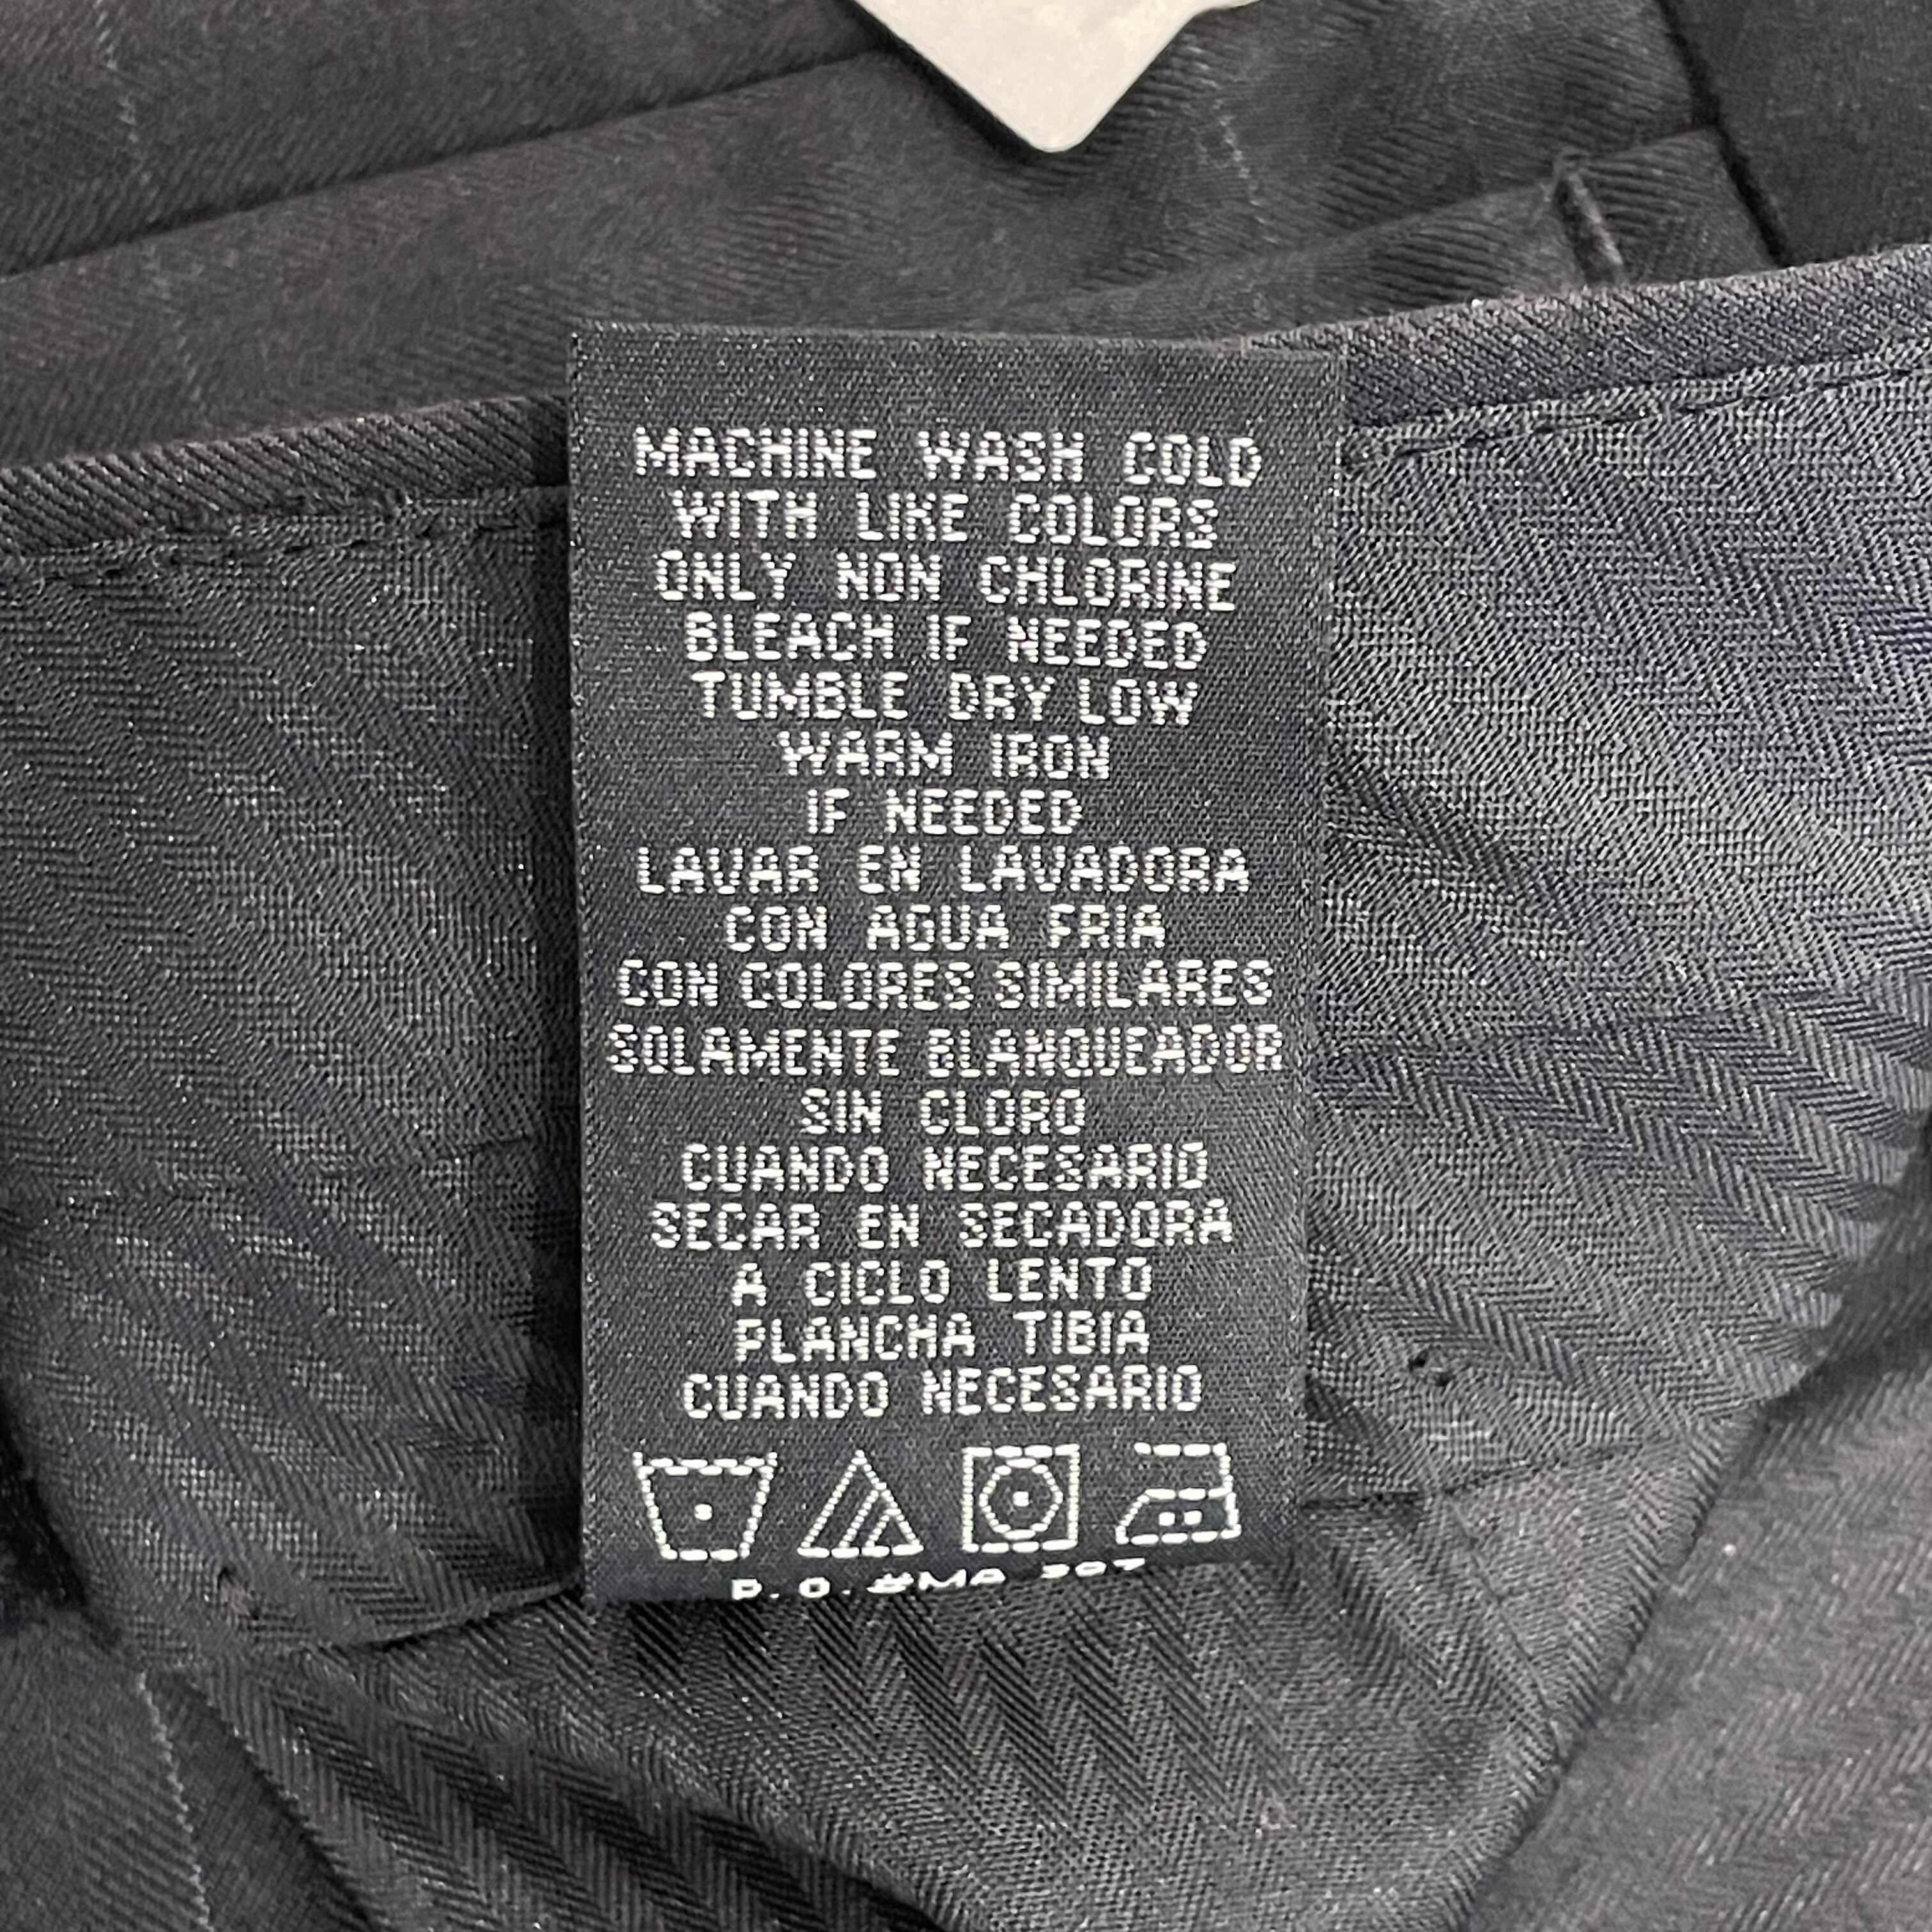 MACHINE WASH COLD
WITH LIKE COLORS
ONLY NON CHLORINE
BLEACH IF NEEDED
TUMBLE DRY LOW
WARM IRON
IF NEEDED
LAVAR EN LAVADORA
CON AGUA FRIA
CON COLORES SIMILARES
SOLAMENTE BLANQUEADOR
SIN CLORO
CUANDO NECESARIO
SECAR EN SECADORA
A CICLO LENTO
PLANCHA TIBIA
CUANDO NECESARIO
P.O.#MA